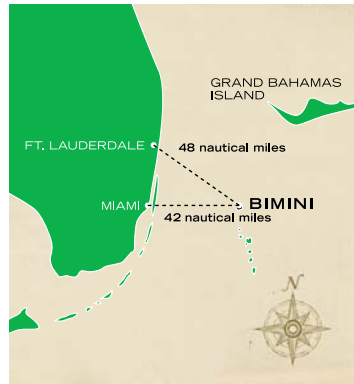 GRAND BAHAMAS
ISLAND
FT. LAUDERDALE
48 nautical miles
MIAMI
BIMINI
42 nautical miles
N